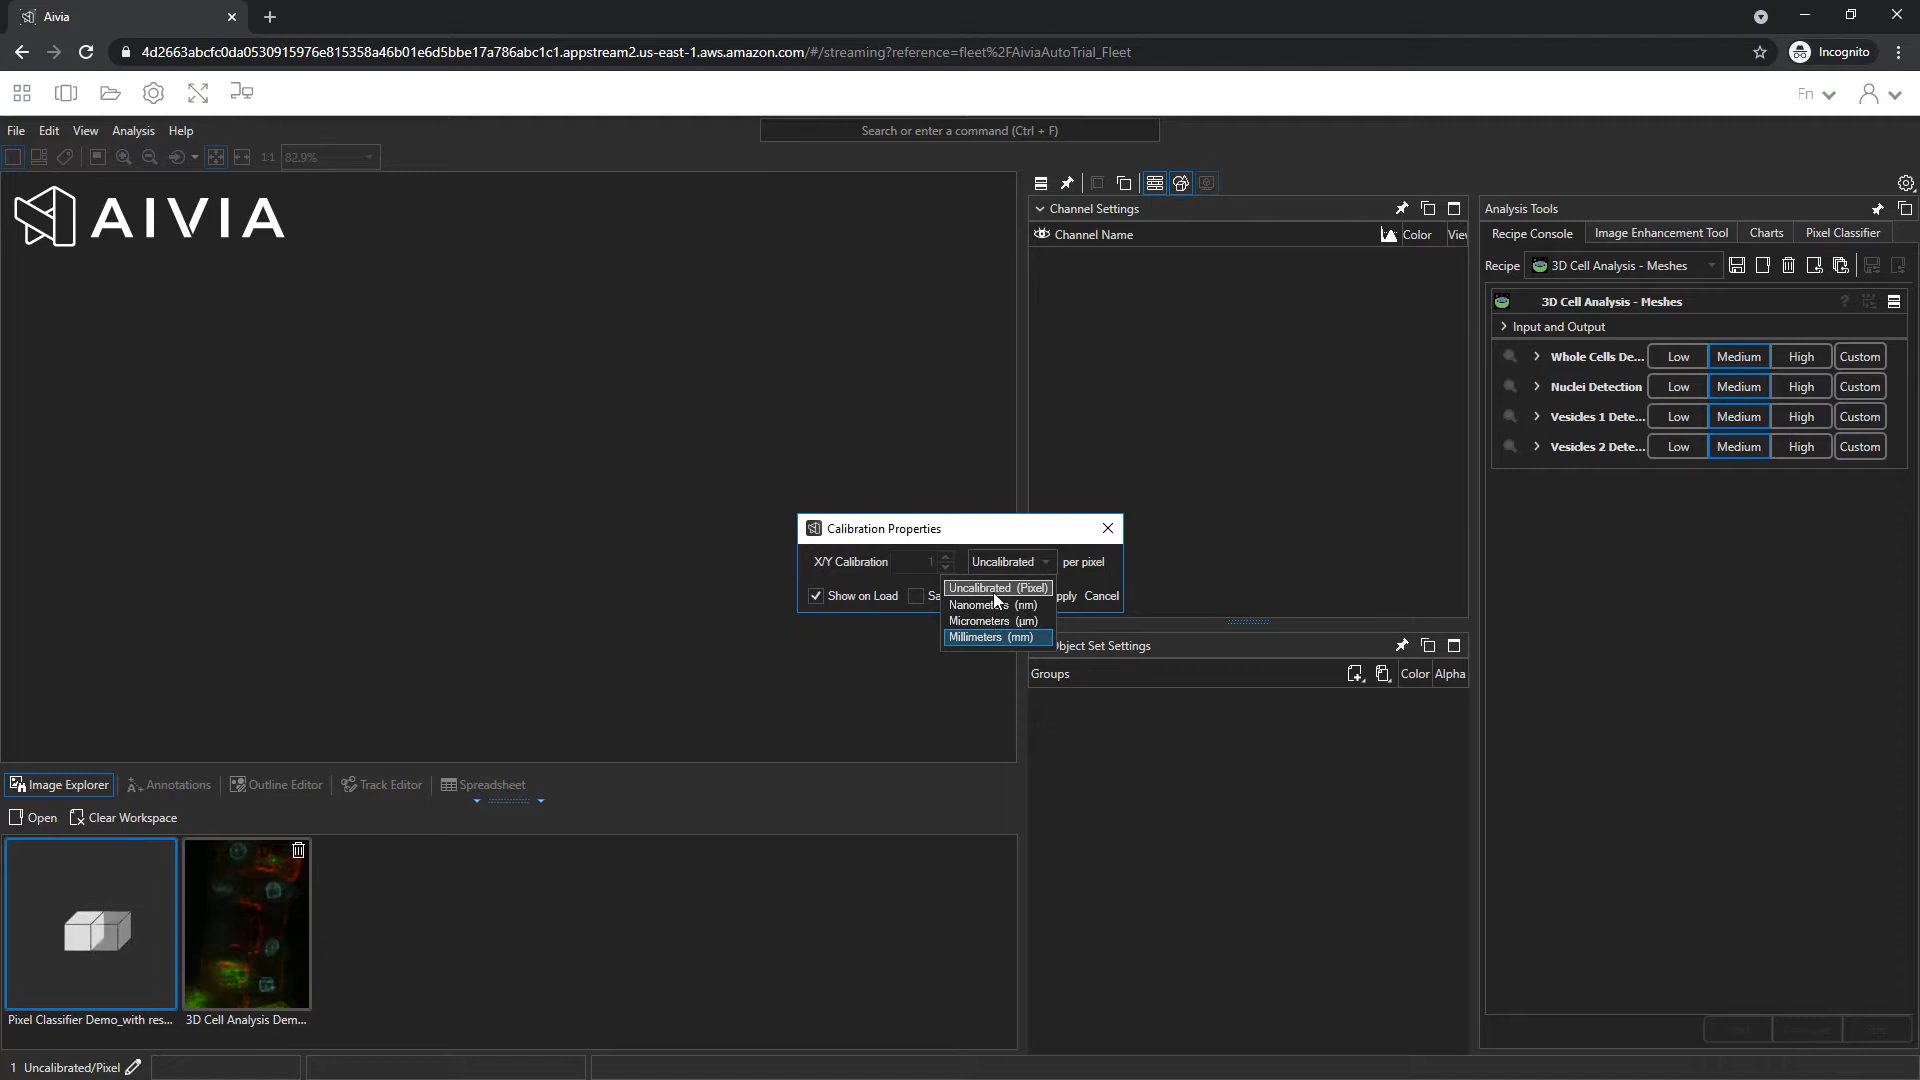 Aivia
4d2663abcfc0da0530915976e815358a46b01e6d5bbe17a786abc1c1.appstream2.us-east-1.aws.amazon.com/#/streaming?reference=fleet%2FAiviaAutoTrial_Fleet
Incognito
Fn
File Edit View Analysis Help
Search or enter a command (Ctrl + F)
1:1 82.9%
AIVIA
Channel Settings
Channel Name Color Viev
Analysis Tools
Recipe Console Image Enhancement Tool Charts Pixel Classifier
Recipe 3D Cell Analysis - Meshes
3D Cell Analysis - Meshes
Input and Output
Whole Cells De... Low Medium High Custom
Nuclei Detection Low Medium High Custom
Vesicles 1 Dete... Low Medium High Custom
Vesicles 2 Dete... Low Medium High Custom
Calibration Properties
X/Y Calibration 1 Uncalibrated per pixel
Show on Load Sa pply Cancel
Uncalibrated (Pixel)
Nanometers (nm)
Micrometers (µm)
Millimeters (mm)
bject Set Settings
Groups Color Alpha
Image Explorer Annotations Outline Editor Track Editor Spreadsheet
Open Clear Workspace
Pixel Classifier Demo_with res... 3D Cell Analysis Dem...
1 Uncalibrated/Pixel